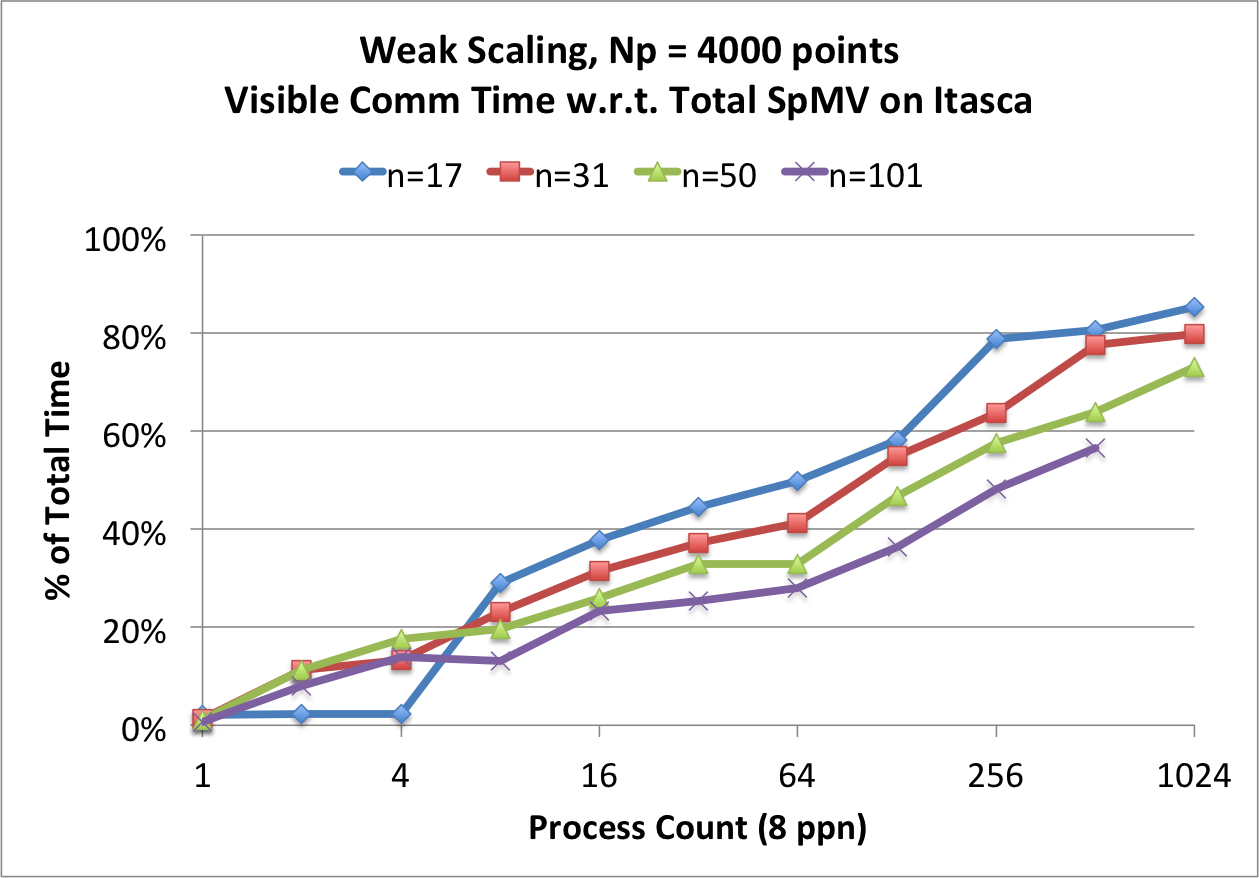 Weak Scaling, Np = 4000 points
Visible Comm Time w.r.t. Total SpMV on Itasca
n=17 n=31 n=50 n=101
100%
80%
60%
40%
20%
0%
% of Total Time
1 4 16 64 256 1024
Process Count (8 ppn)